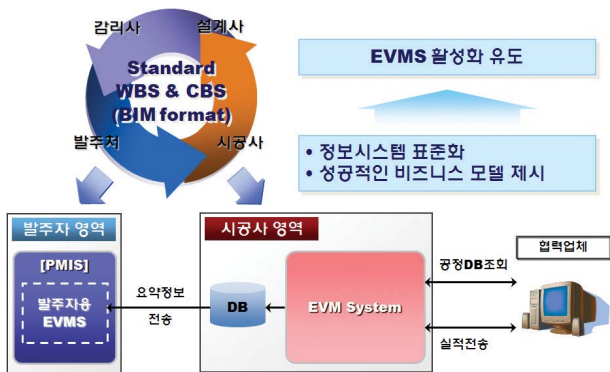 감리사
설계사
Standard
WBS & CBS
(BIM format)
발주처
시공사
EVMS 활성화 유도
• 정보시스템 표준화
• 성공적인 비즈니스 모델 제시
발주자 영역
[PMIS]
발주자용
EVMS
요약정보
전송
시공사 영역
DB
EVM System
공정DB조회
실적전송
협력업체